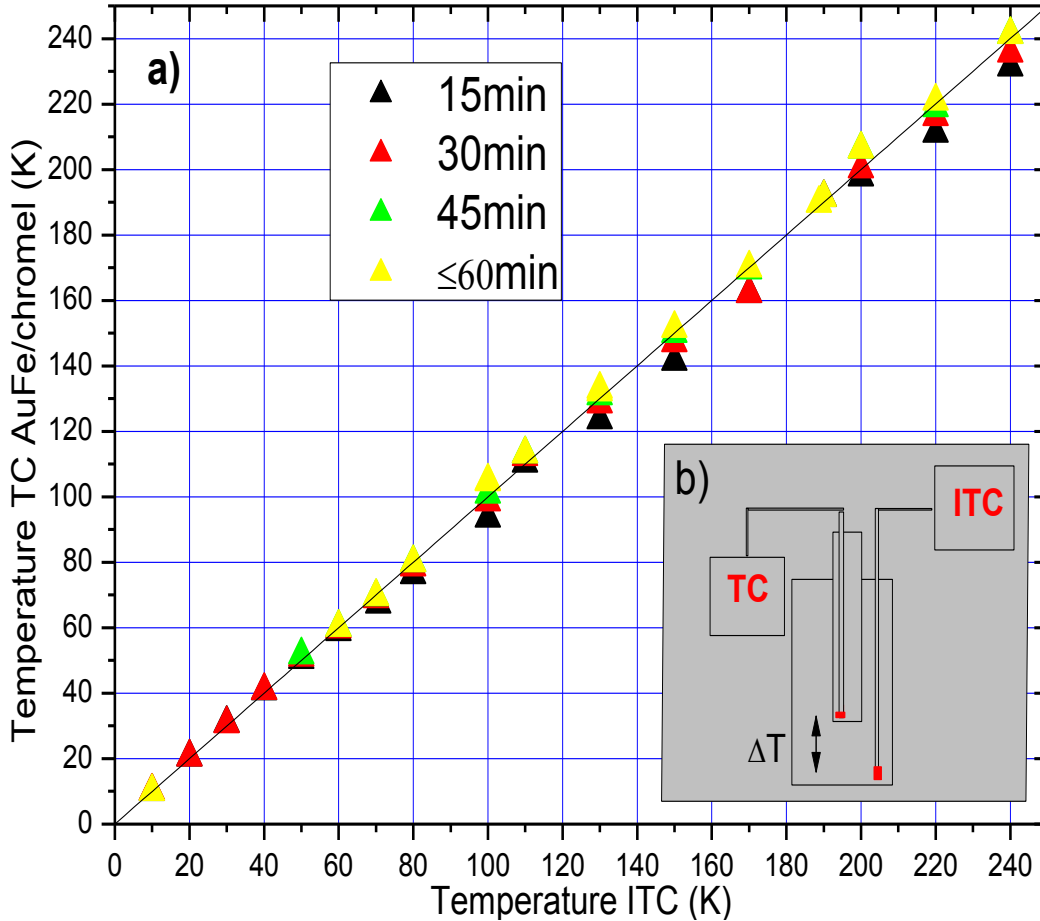 a)
15min
30min
45min
≤60min
Temperature TC AuFe/chromel (K)
240
220
200
180
160
140
120
100
80
60
40
20
0
b)
ITC
TC
ΔT
0 20 40 60 80 100 120 140 160 180 200 220 240
Temperature ITC (K)